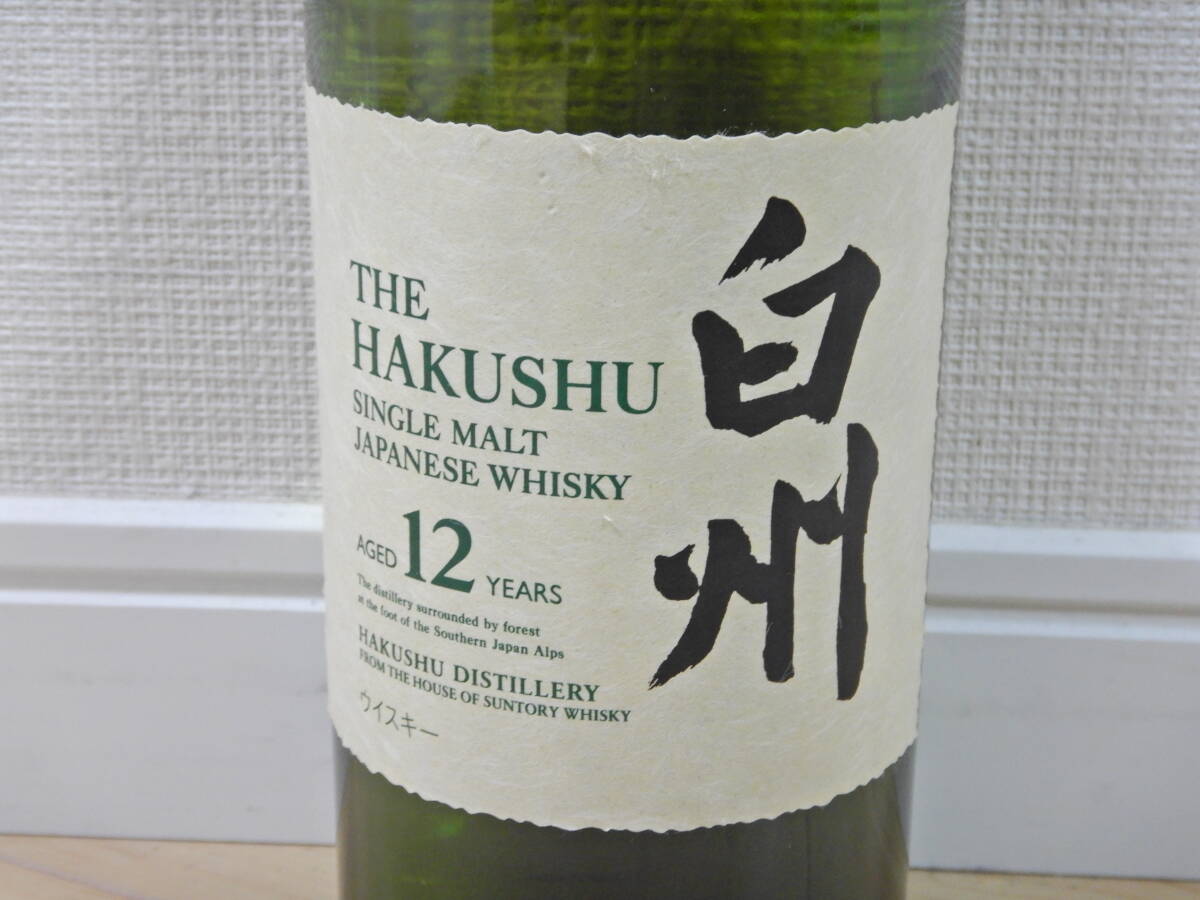 THE
HAKUSHU
SINGLE MALT
JAPANESE WHISKY
AGED 12 YEARS
The distillery surrounded by forest
at the foot of the Southern Japan Alps
HAKUSHU DISTILLERY
FROM THE HOUSE OF SUNTORY WHISKY
ウイスキー
白州